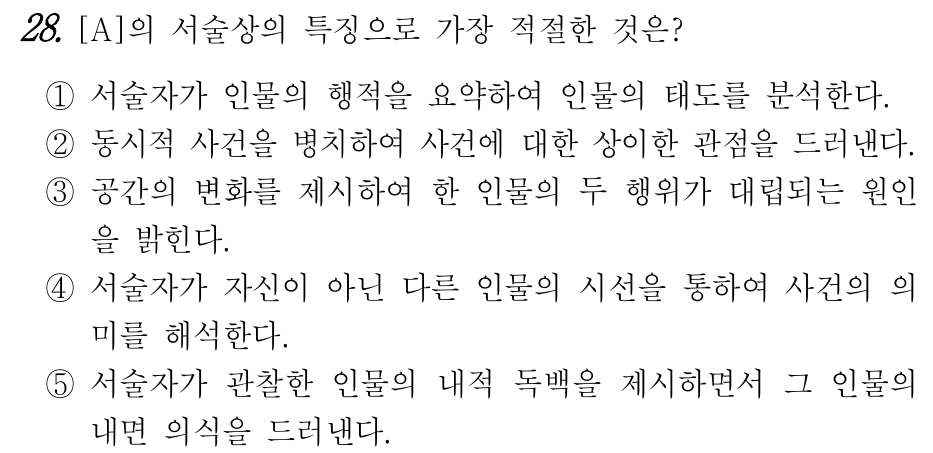 28. [A]의 서술상의 특징으로 가장 적절한 것은?
① 서술자가 인물의 행적을 요약하여 인물의 태도를 분석한다.
② 동시적 사건을 병치하여 사건에 대한 상이한 관점을 드러낸다.
③ 공간의 변화를 제시하여 한 인물의 두 행위가 대립되는 원인
을 밝힌다.
④ 서술자가 자신이 아닌 다른 인물의 시선을 통하여 사건의 의
미를 해석한다.
⑤ 서술자가 관찰한 인물의 내적 독백을 제시하면서 그 인물의
내면 의식을 드러낸다.